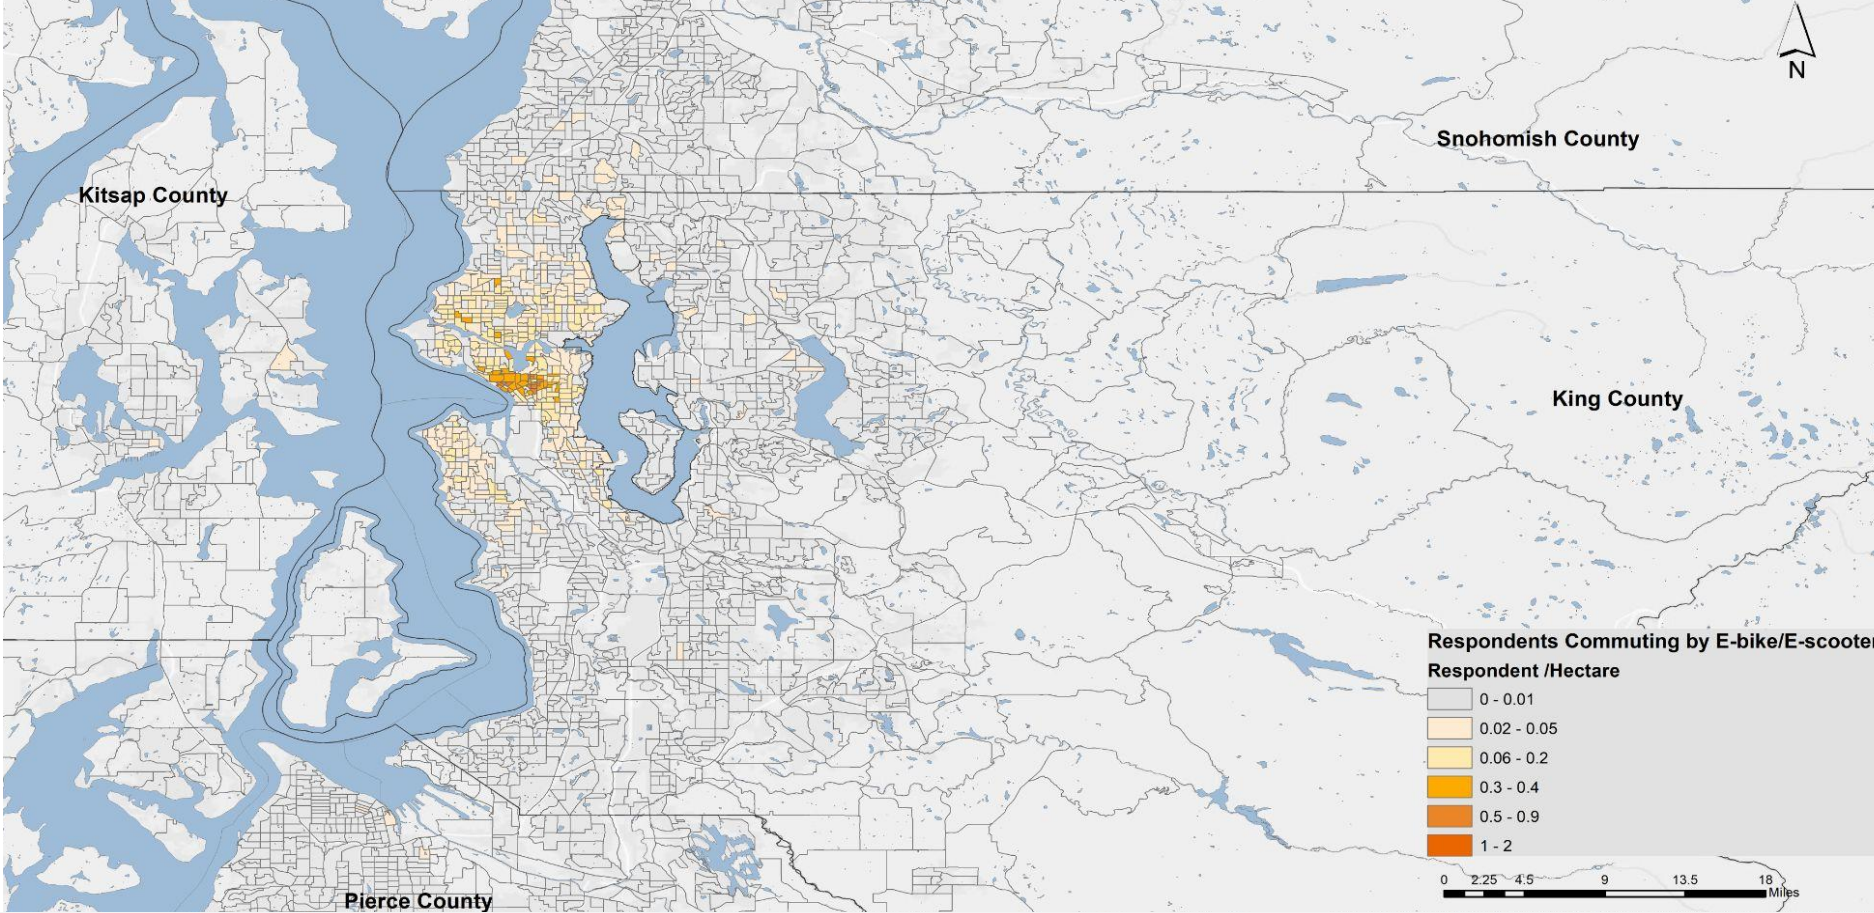 N
Snohomish County
Kitsap County
King County
Respondents Commuting by E-bike/E-scooter
Respondent /Hectare
0 - 0.01
0.02 - 0.05
0.06 - 0.2
0.3 - 0.4
0.5 - 0.9
1 - 2
0 2.25 4.5 9 13.5 18
Miles
Pierce County